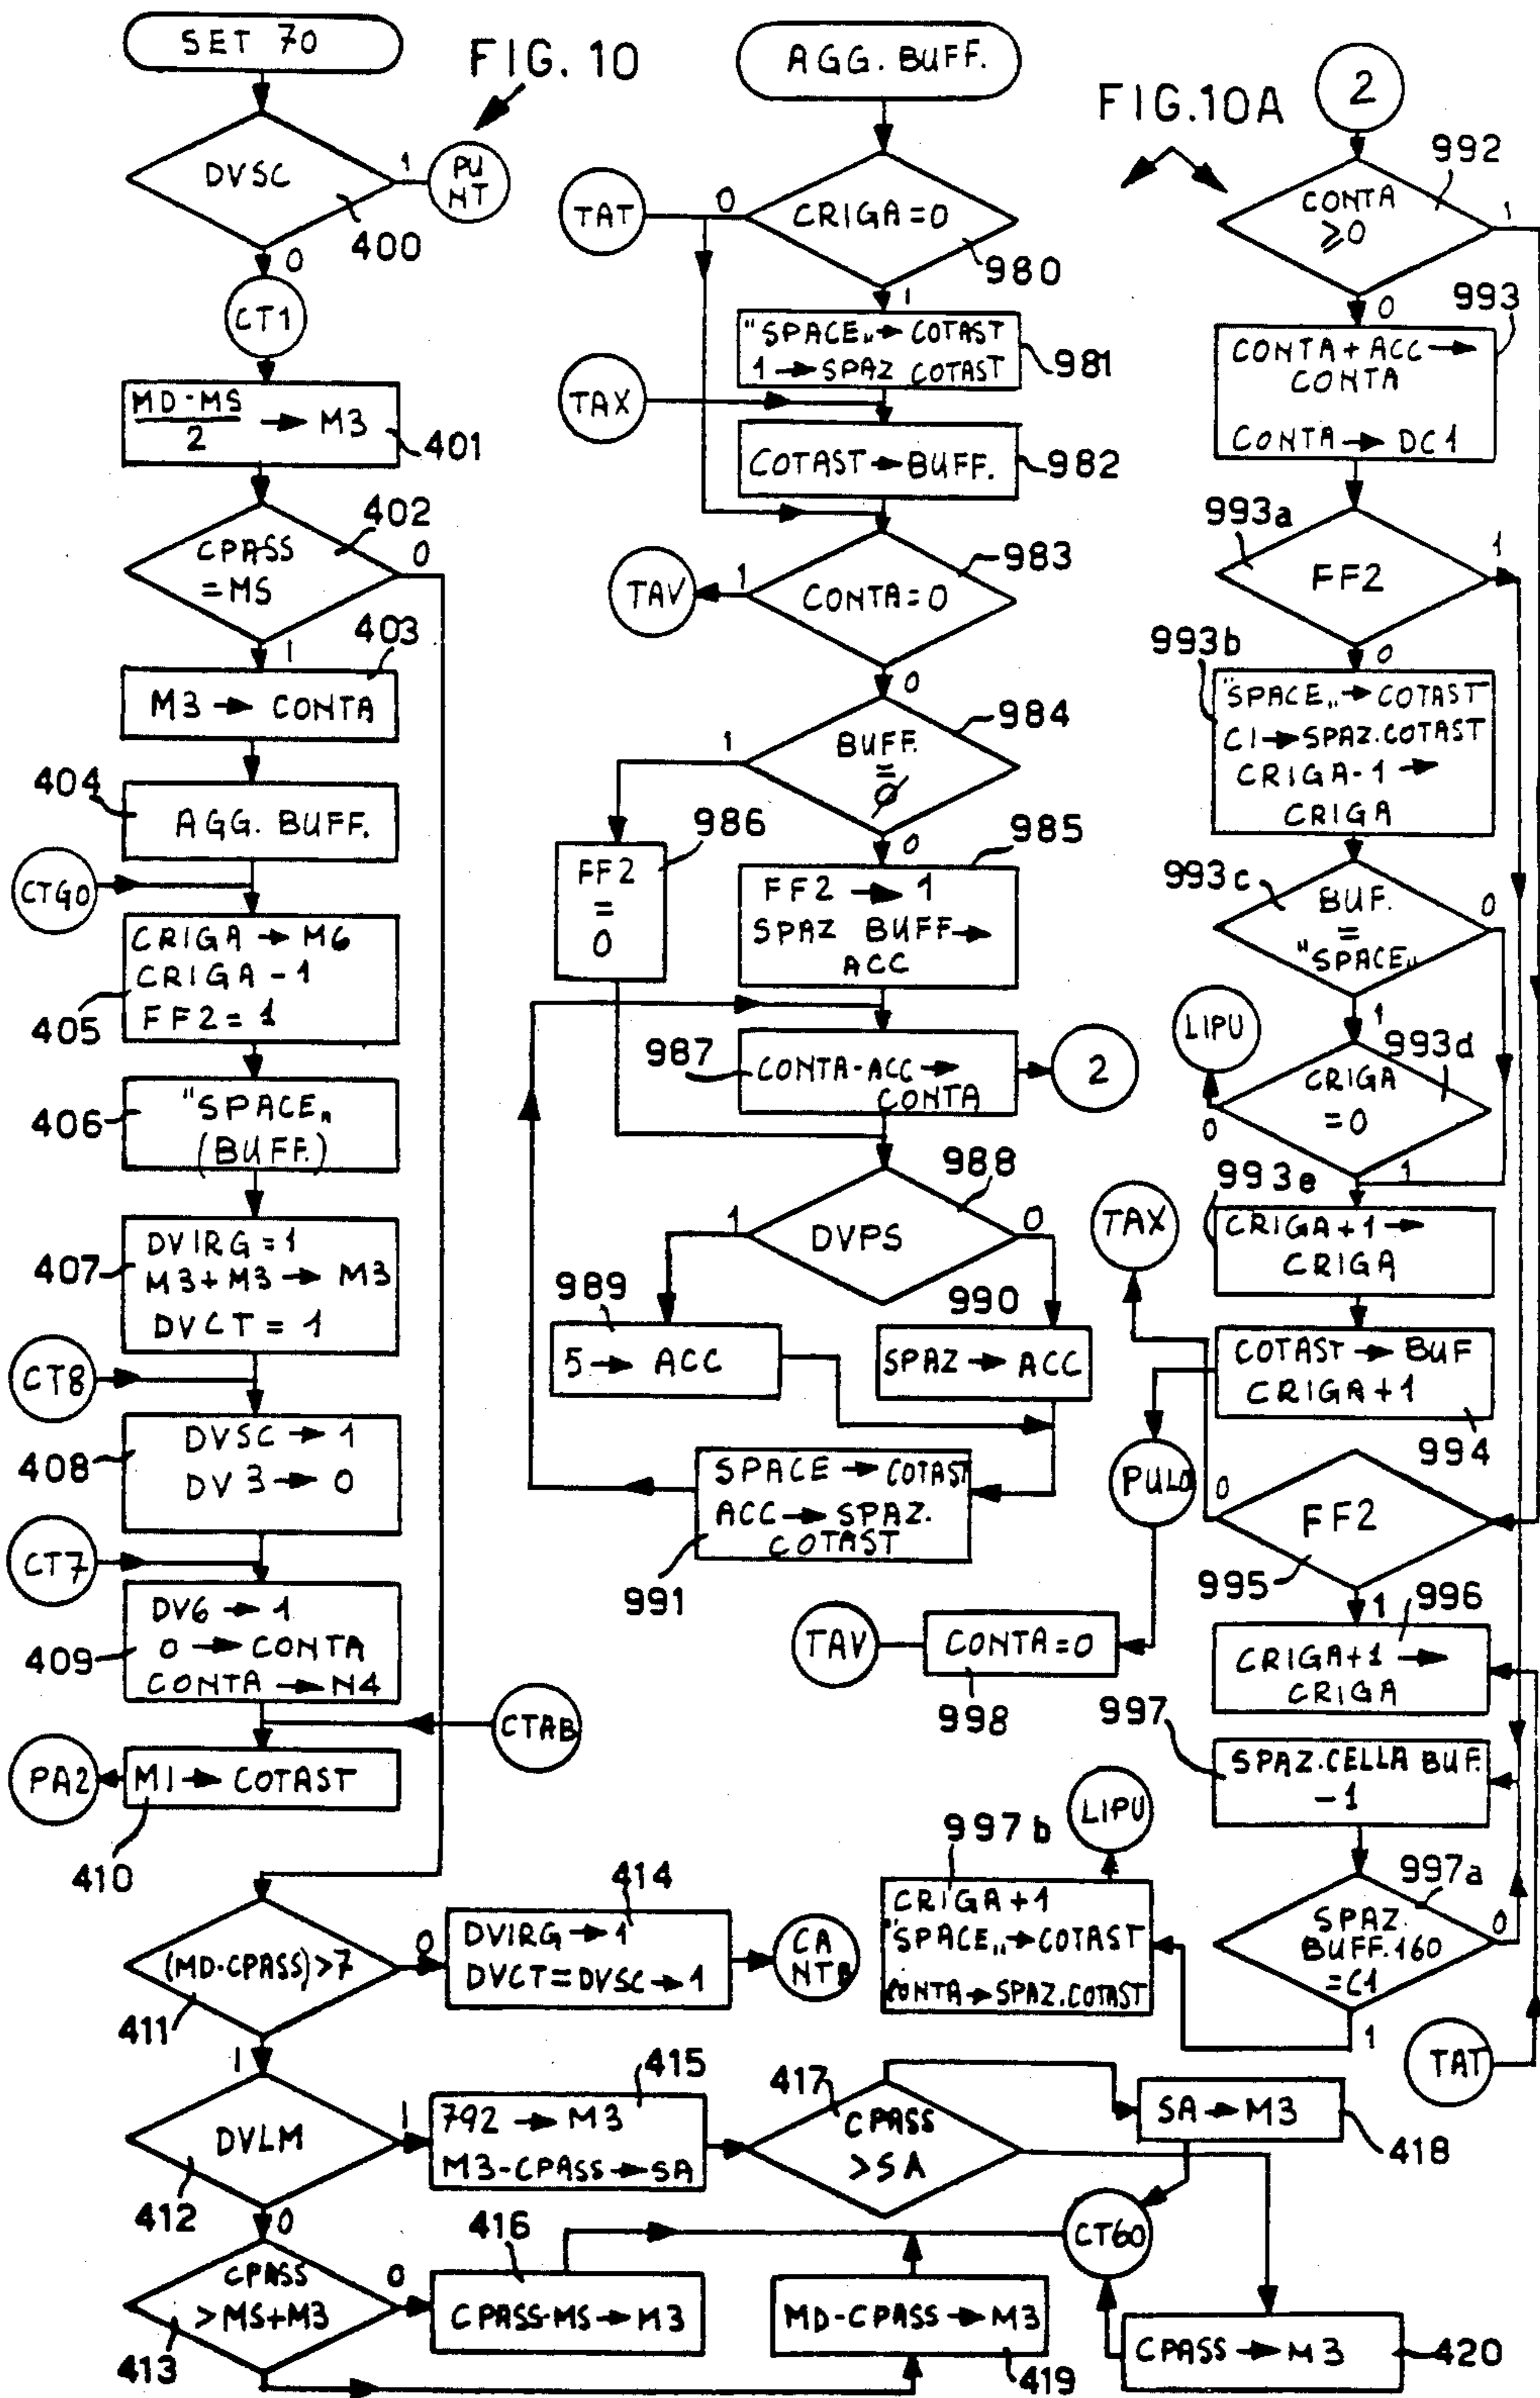 SET 70
FIG. 10
DVSC
1
PU
NT
400
0
CT1
MD-MS
2
→ M3
401
402
CPASS
=MS
0
403
1
M3 → CONTA
404
AGG. BUFF.
CTG0
CRIGA → M6
CRIGA - 1
FF2 = 1
405
406
"SPACE"
(BUFF.)
407
DVIRG = 1
M3+M3 → M3
DVCT = 1
CT8
408
DVSC → 1
DV3 → 0
CT7
409
DV6 → 1
0 → CONTA
CONTA → N4
CTAB
PA2
M1 → COTAST
410
(MD-CPASS)>7
0
411
1
414
DVIRG → 1
DVCT=DVSC → 1
CA
NTB
DVLM
1
412
0
415
792 → M3
M3-CPASS → SA
417
CPASS
>SA
SA → M3
418
CPASS
>MS+M3
0
413
416
CPASS-MS → M3
MD-CPASS → M3
419
CT60
CPASS → M3
420
AGG. BUFF.
TAT
0
CRIGA=0
980
1
"SPACE" → COTAST
1 → SPAZ COTAST
981
TAX
COTAST → BUFF.
982
983
TAV
1
CONTA=0
0
984
1
BUFF.
=
Ø
986
FF2
=
0
0
985
FF2 → 1
SPAZ BUFF →
ACC
987
CONTA-ACC →
CONTA
2
988
1
DVPS
0
989
5 → ACC
990
SPAZ → ACC
SPACE → COTAST
ACC → SPAZ.
COTAST
991
FIG.10A
2
992
CONTA
≥0
1
0
993
CONTA + ACC →
CONTA
CONTA → DC1
993a
FF2
1
0
993b
"SPACE" → COTAST
C1 → SPAZ.COTAST
CRIGA-1 →
CRIGA
993c
BUF.
=
"SPACE"
0
1
LIPU
993d
CRIGA
=0
0
1
993e
TAX
CRIGA+1 →
CRIGA
COTAST → BUF
CRIGA+1
994
PULO
0
FF2
995
1
996
CRIGA+1 →
CRIGA
TAV
CONTA=0
998
997
SPAZ.CELLA BUF.
-1
LIPU
997b
CRIGA+1
"SPACE" → COTAST
CONTA → SPAZ.COTAST
997a
SPAZ.
BUFF.160
=C1
0
1
TAT